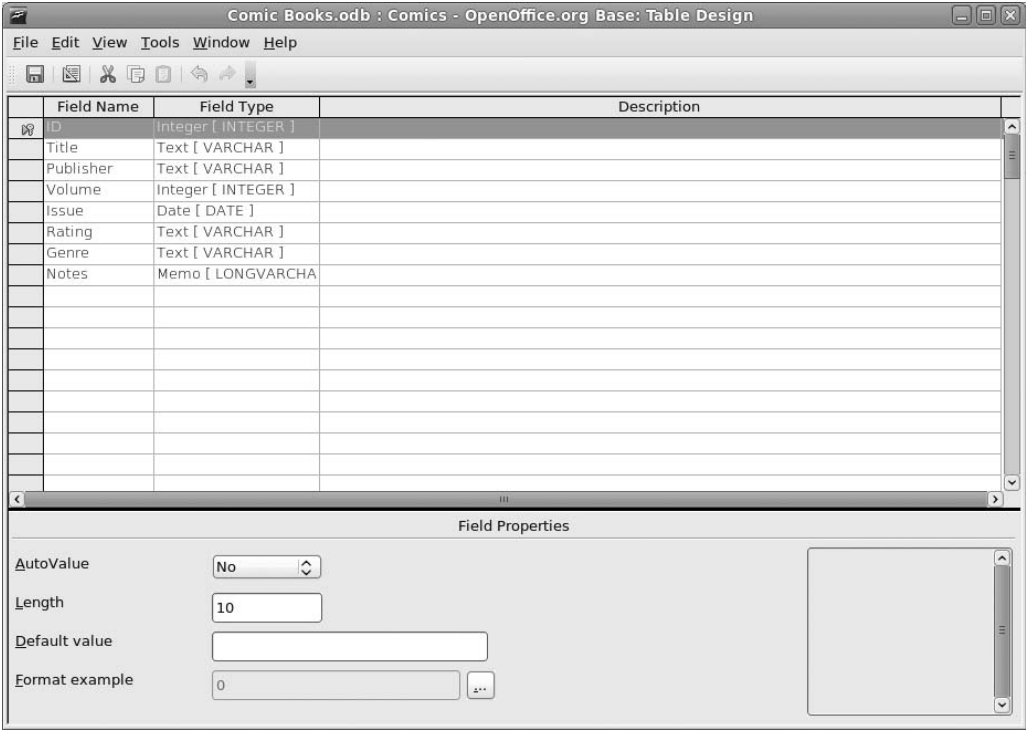 Comic Books.odb : Comics - OpenOffice.org Base: Table Design
File Edit View Tools Window Help
Field Name Field Type Description
ID Integer [ INTEGER ]
Title Text [ VARCHAR ]
Publisher Text [ VARCHAR ]
Volume Integer [ INTEGER ]
Issue Date [ DATE ]
Rating Text [ VARCHAR ]
Genre Text [ VARCHAR ]
Notes Memo [ LONGVARCHA
Field Properties
AutoValue No
Length 10
Default value
Format example 0 ...